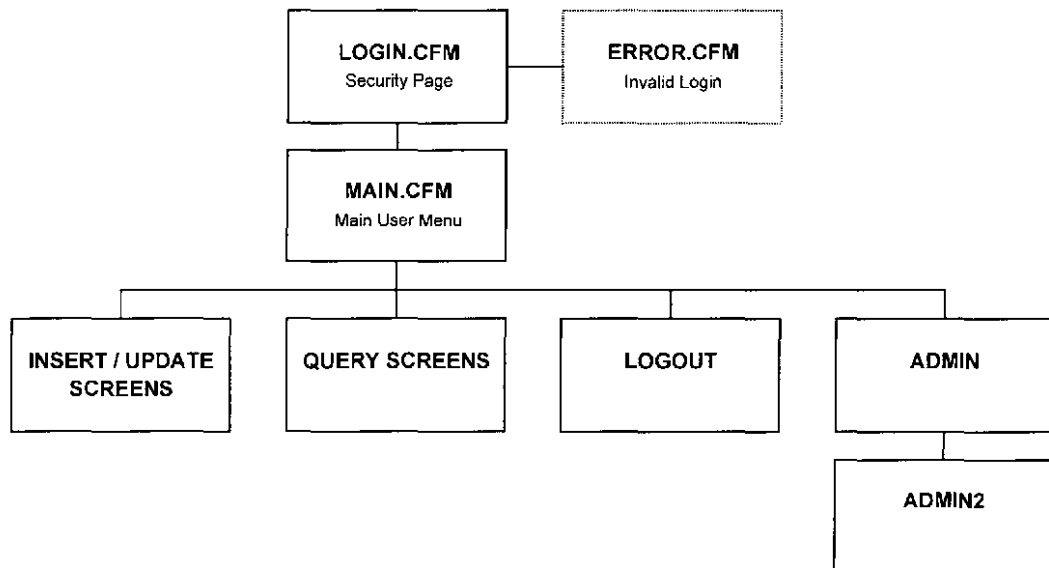 LOGIN.CFM
Security Page
ERROR.CFM
Invalid Login
MAIN.CFM
Main User Menu
INSERT / UPDATE
SCREENS
QUERY SCREENS
LOGOUT
ADMIN
ADMIN2